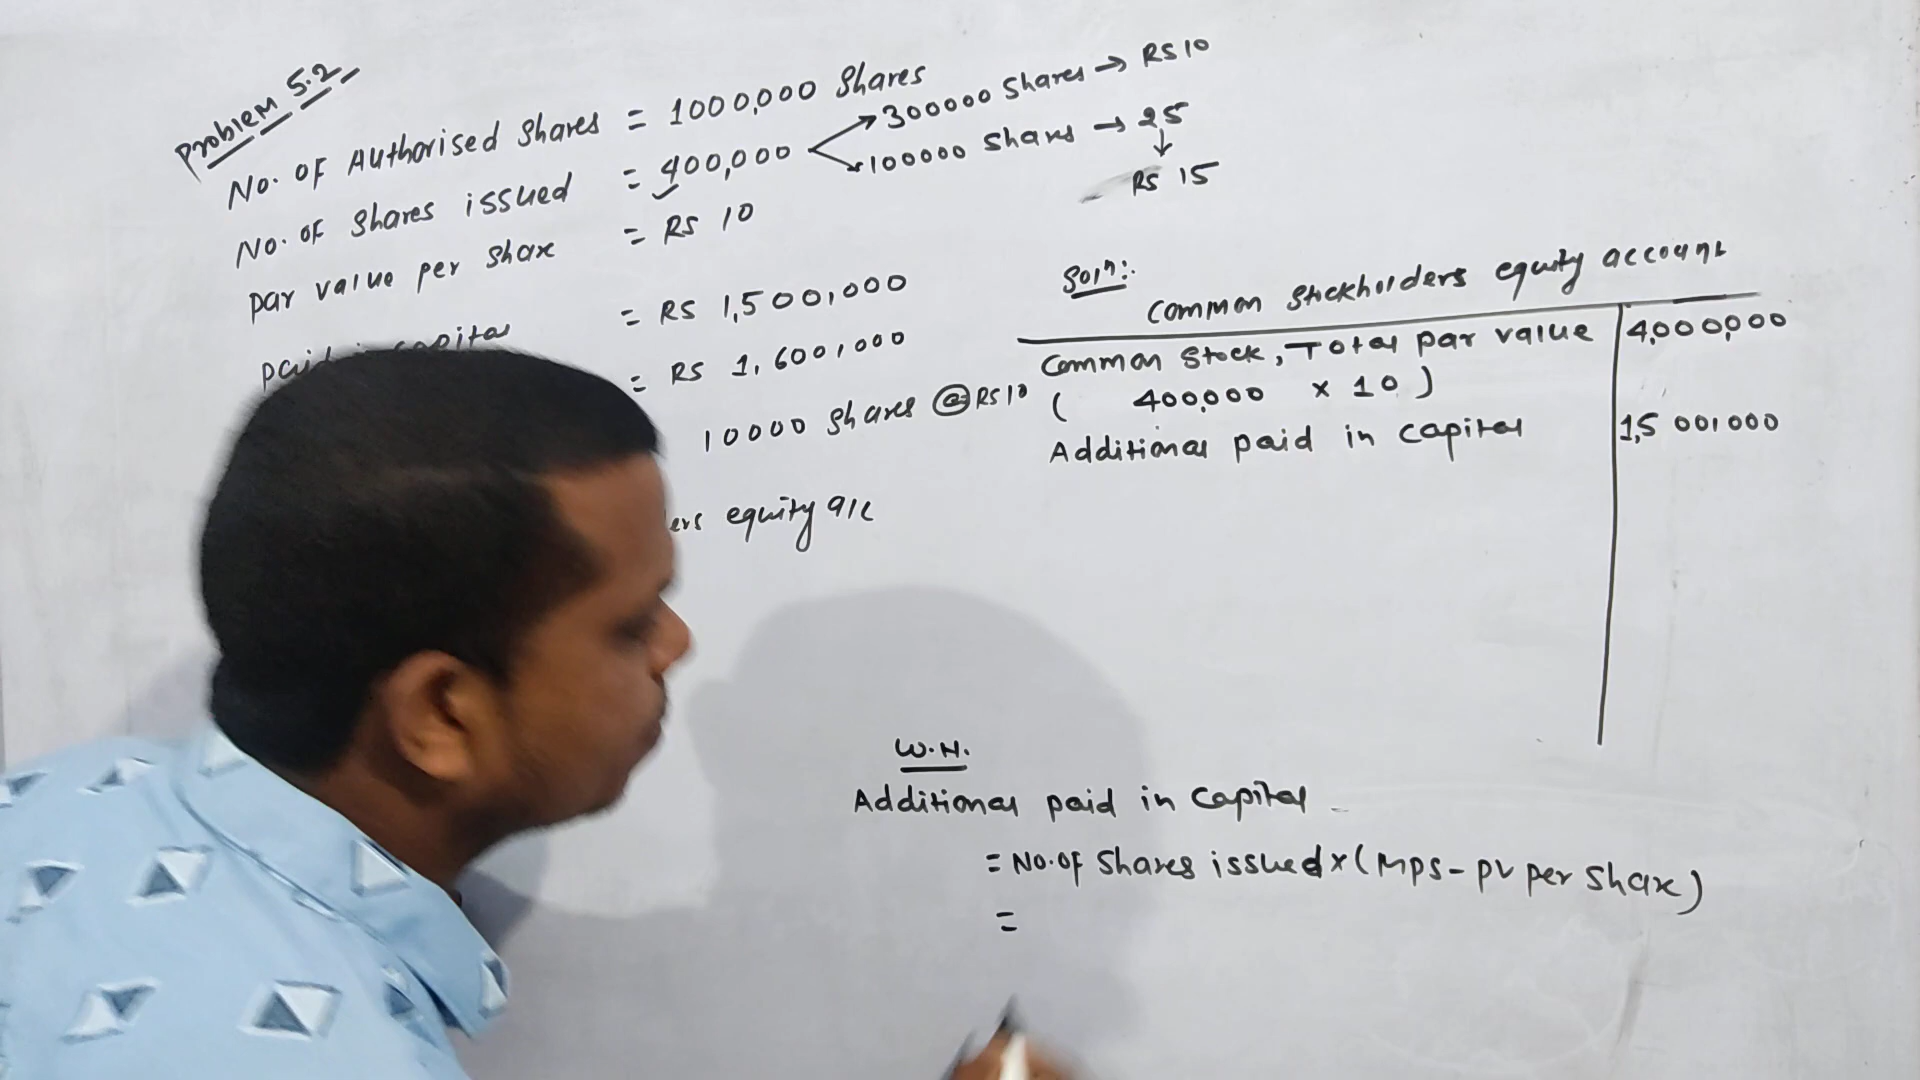 Problem 5.2
No. of Authorised Shares = 1000,000 Shares
No. of Shares issued = 400,000
300000 Shares → RS 10
100000 Shares → 25
↓
RS 15
par value per share = RS 10
paid in capital = RS 1,500,000
= RS 1,600,000
10000 Shares @ RS 10
equity a/c
Soln:
Common Stockholders equity account
Common Stock, Total par value 4,000,000
( 400,000 × 10 )
Additional paid in capital 1,500,000
W.N.
Additional paid in Capital
= No. of Shares issued × (MPS - PV per Share)
=